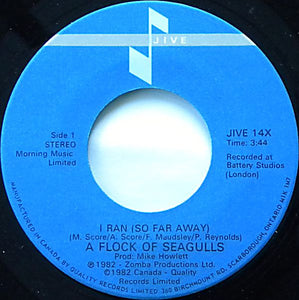 JIVE
Side 1
STEREO
Morning Music
Limited
JIVE 14X
Time: 3:44
Recorded at
Battery Studios
(London)
I RAN (SO FAR AWAY)
(M. Score/A. Score/F. Maudsley/P. Reynolds)
A FLOCK OF SEAGULLS
Prod: Mike Howlett
℗1982 - Zomba Productions Ltd.
©1982 Canada - Quality
Records Limited
MADE IN CANADA BY QUALITY RECORDS LIMITED, 380 BIRCHMOUNT ROAD, SCARBOROUGH, ONTARIO M1K 1M7